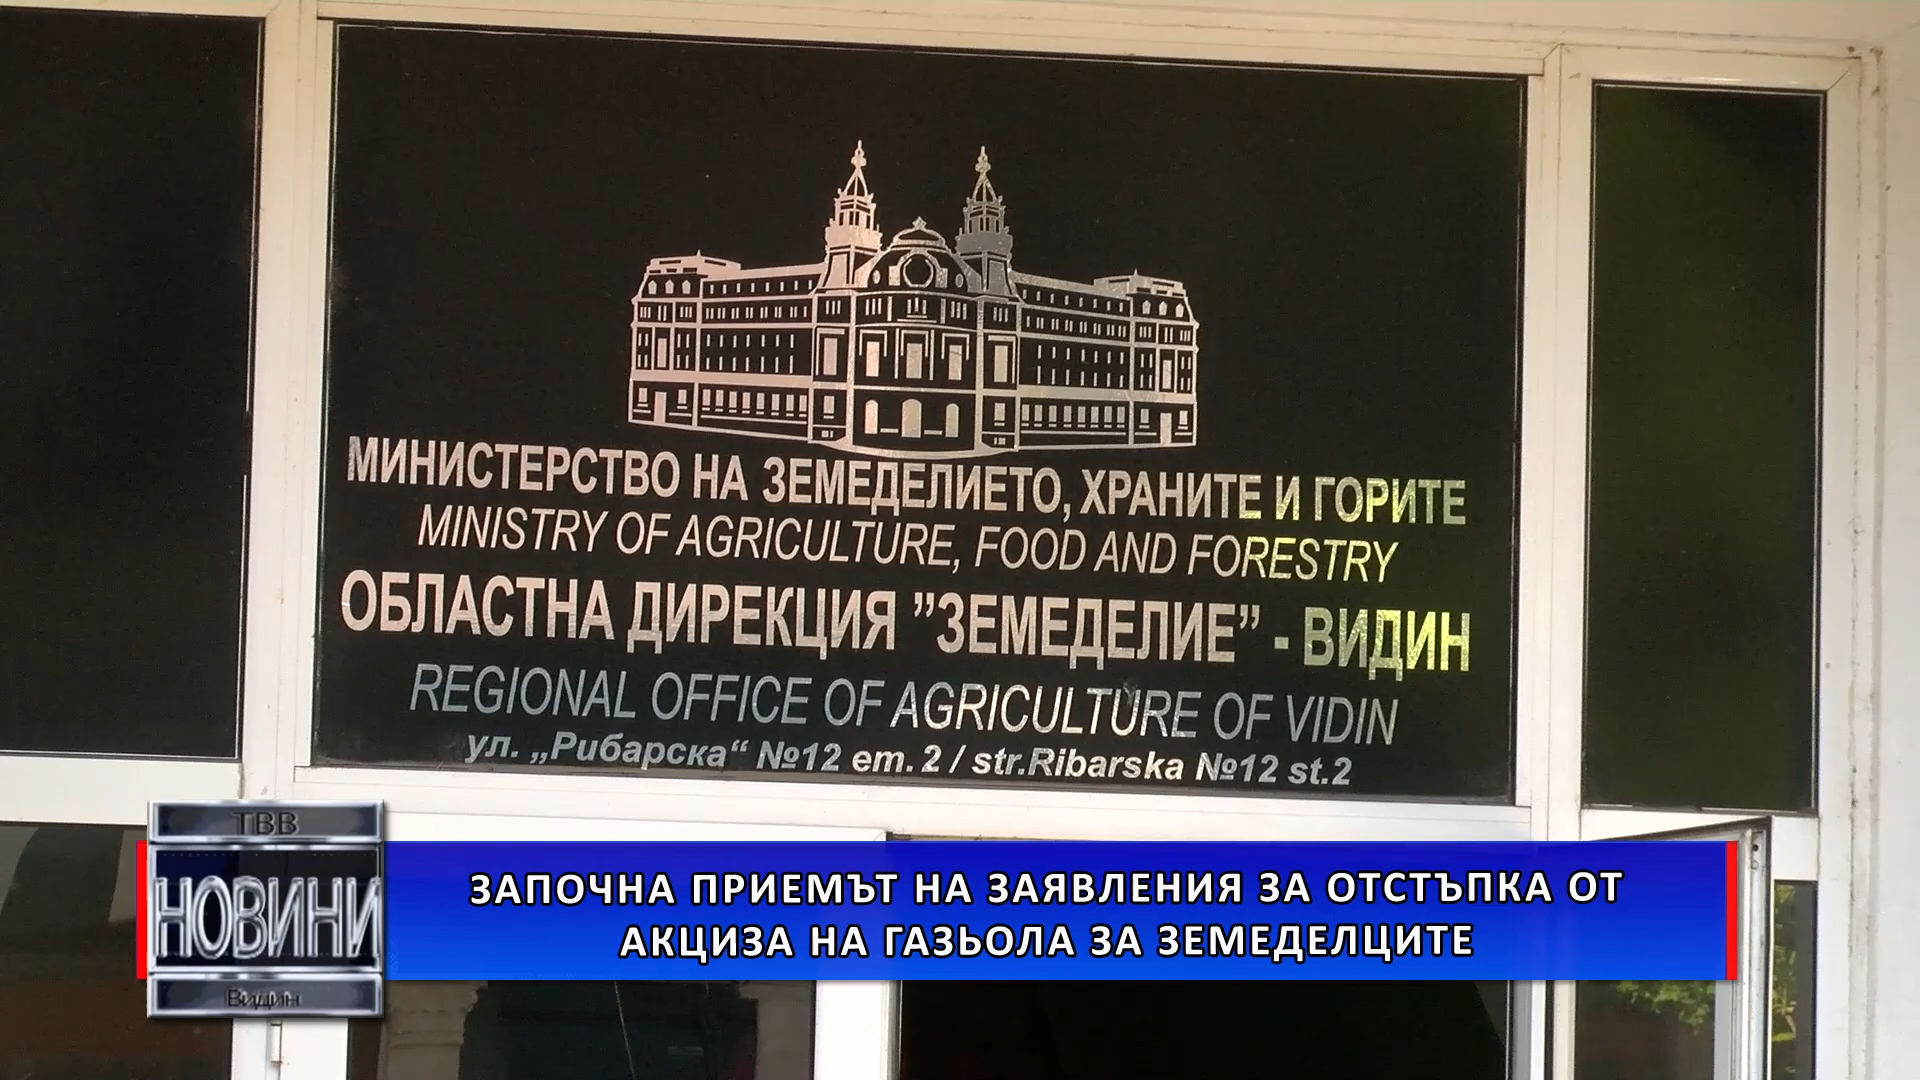 МИНИСТЕРСТВО НА ЗЕМЕДЕЛИЕТО, ХРАНИТЕ И ГОРИТЕ
MINISTRY OF AGRICULTURE, FOOD AND FORESTRY
ОБЛАСТНА ДИРЕКЦИЯ "ЗЕМЕДЕЛИЕ" - ВИДИН
REGIONAL OFFICE OF AGRICULTURE OF VIDIN
ул. „Рибарска“ №12 ет. 2 / str.Ribarska №12 st.2
ТВВ
НОВИНИ
Видин
ЗАПОЧНА ПРИЕМЪТ НА ЗАЯВЛЕНИЯ ЗА ОТСТЪПКА ОТ
АКЦИЗА НА ГАЗЬОЛА ЗА ЗЕМЕДЕЛЦИТЕ